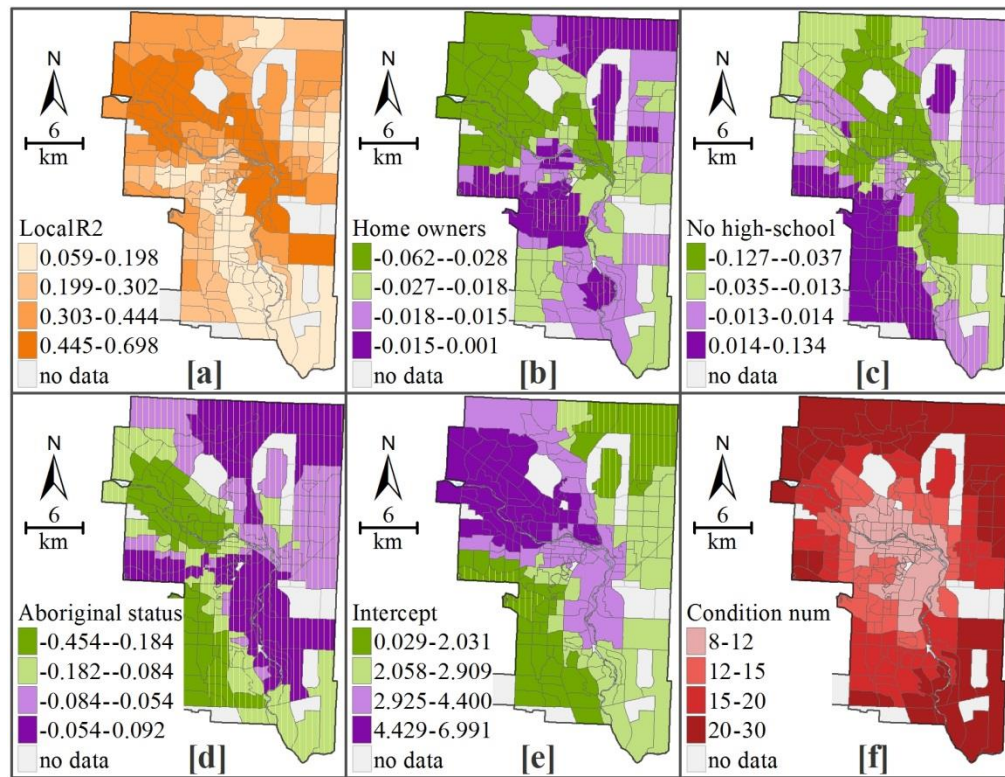 N
6
km
LocalR2
0.059-0.198
0.199-0.302
0.303-0.444
0.445-0.698
no data
[a]
N
6
km
Home owners
-0.062--0.028
-0.027--0.018
-0.018--0.015
-0.015-0.001
no data
[b]
N
6
km
No high-school
-0.127--0.037
-0.035--0.013
-0.013-0.014
0.014-0.134
no data
[c]
N
6
km
Aboriginal status
-0.454--0.184
-0.182--0.084
-0.084--0.054
-0.054-0.092
no data
[d]
N
6
km
Intercept
0.029-2.031
2.058-2.909
2.925-4.400
4.429-6.991
no data
[e]
N
6
km
Condition num
8-12
12-15
15-20
20-30
no data
[f]